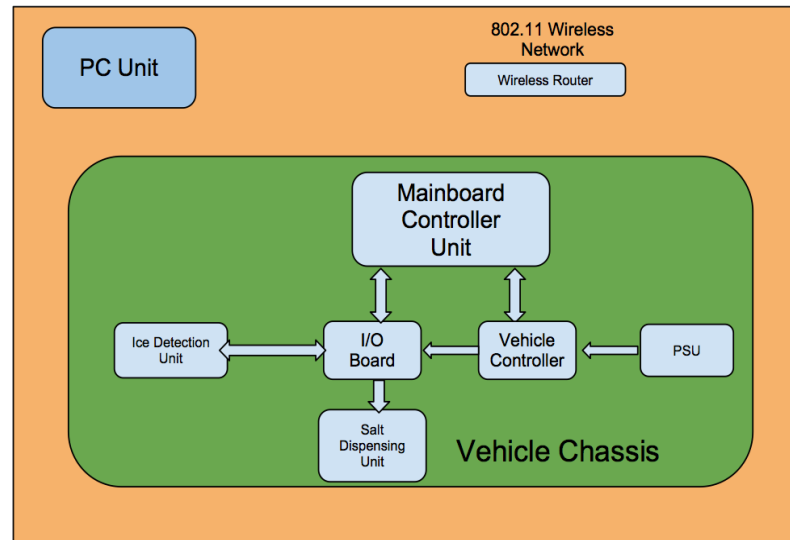 PC Unit
802.11 Wireless
Network
Wireless Router
Mainboard
Controller
Unit
Ice Detection
Unit
I/O
Board
Vehicle
Controller
PSU
Salt
Dispensing
Unit
Vehicle Chassis